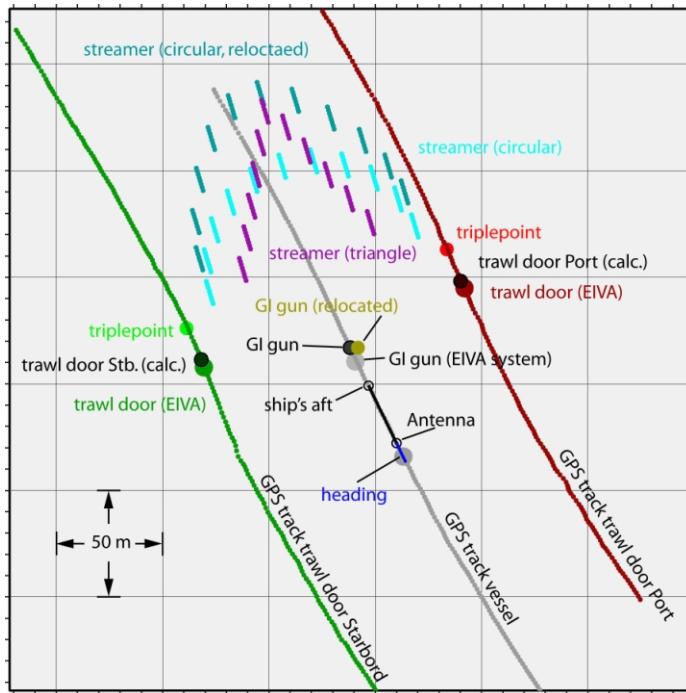 streamer (circular, reloctaed)
streamer (circular)
triplepoint
streamer (triangle)
trawl door Port (calc.)
trawl door (EIVA)
GI gun (relocated)
triplepoint
GI gun
GI gun (EIVA system)
trawl door Stb. (calc.)
ship's aft
trawl door (EIVA)
Antenna
heading
GPS track trawl door Port
GPS track trawl door Starbord
GPS track vessel
50 m